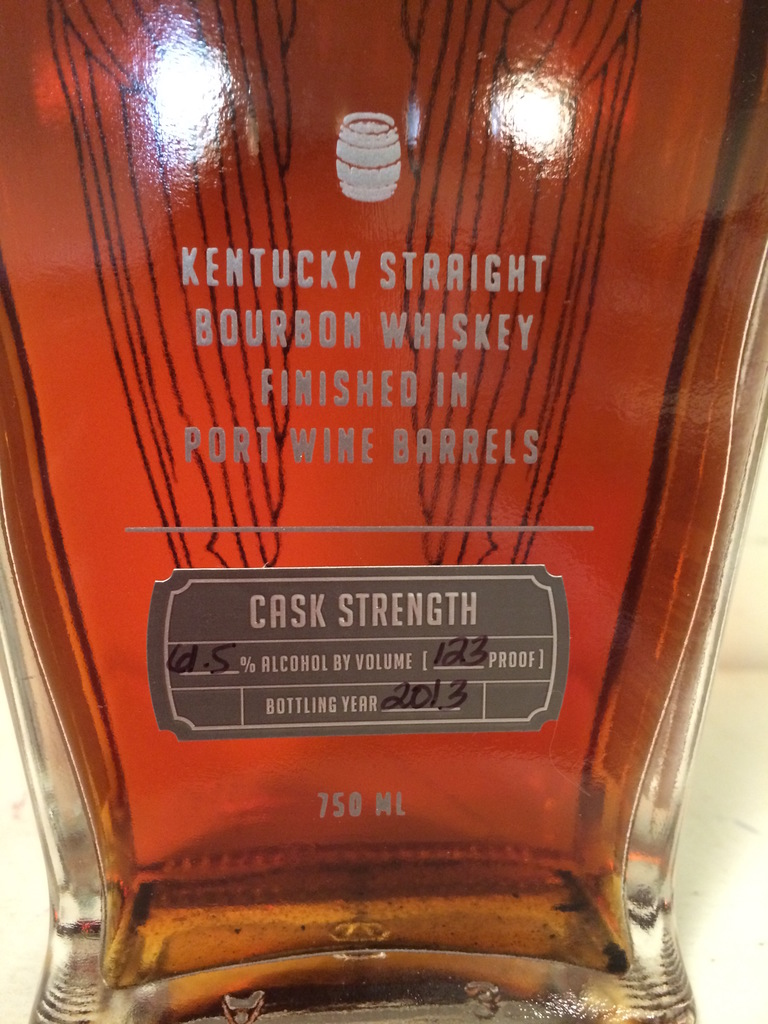 KENTUCKY STRAIGHT
BOURBON WHISKEY
FINISHED IN
PORT WINE BARRELS
CASK STRENGTH
61.5 % ALCOHOL BY VOLUME [ 123 PROOF ]
BOTTLING YEAR 2013
750 ML